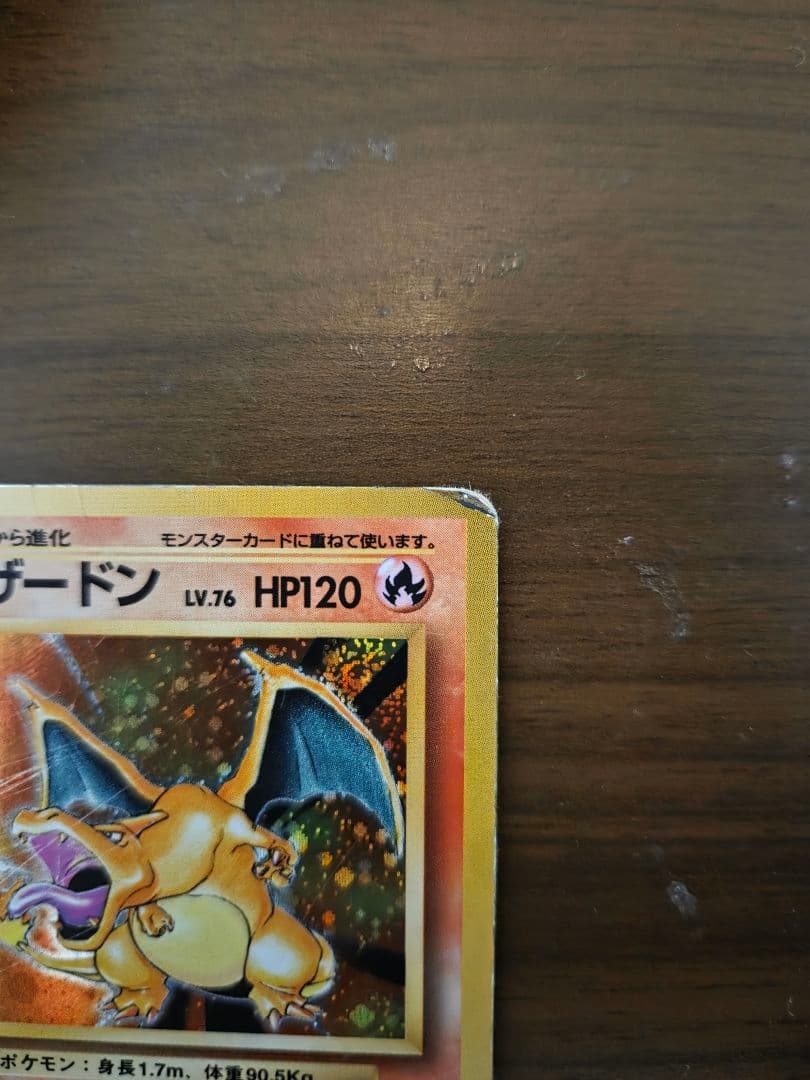 から進化
モンスターカードに重ねて使います。
ザードン LV.76 HP120
ポケモン：身長1.7m、体重90.5Kg